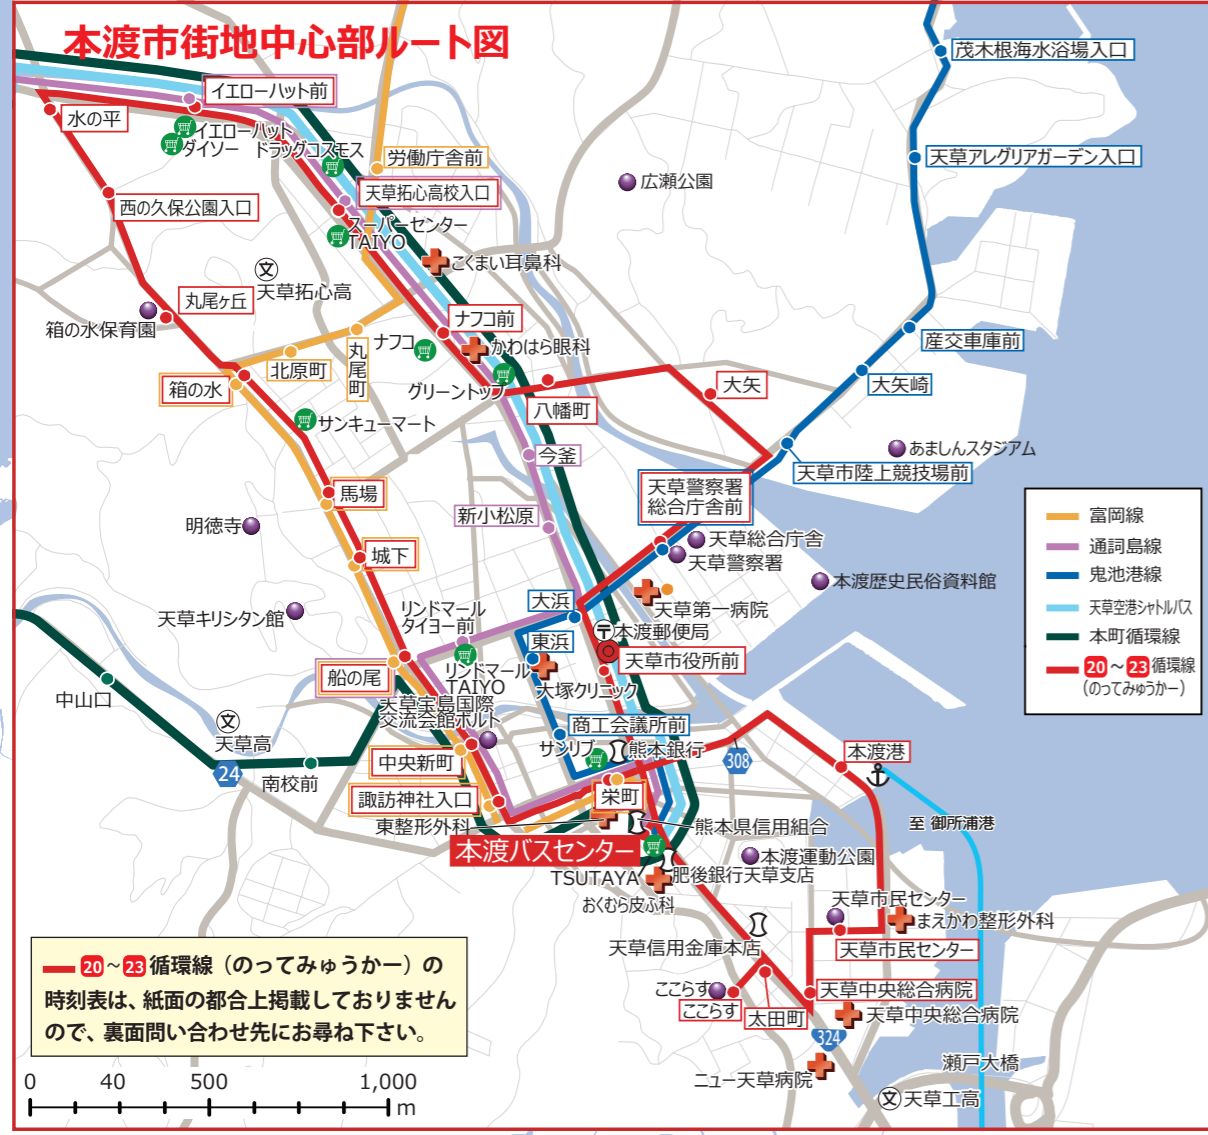 本渡市街地中心部ルート図
茂木根海水浴場入口
イエローハット前
水の平
イエローハット
ダイソー
ドラッグコスモス
労働庁舎前
天草アレグリアガーデン入口
広瀬公園
天草拓心高校入口
西の久保公園入口
スーパーセンター
TAIYO
こくまい耳鼻科
文
天草拓心高
丸尾ヶ丘
箱の水保育園
ナフコ前
産交車庫前
ナフコ
かわはら眼科
丸尾町
北原町
箱の水
グリーントップ
大矢
大矢崎
八幡町
サンキューマート
今釜
あましんスタジアム
天草市陸上競技場前
天草警察署
総合庁舎前
馬場
新小松原
明徳寺
天草総合庁舎
天草警察署
城下
本渡歴史民俗資料館
天草キリシタン館
リンドマール
タイヨー前
大浜
天草第一病院
東浜
本渡郵便局
天草市役所前
船の尾
リンドマール
TAIYO
大塚クリニック
中山口
天草宝島国際
交流会館ポルト
文
天草高
商工会議所前
サンリブ
熊本銀行
中央新町
308
本渡港
24
南校前
諏訪神社入口
栄町
至 御所浦港
東整形外科
熊本県信用組合
本渡バスセンター
本渡運動公園
TSUTAYA
肥後銀行天草支店
おくむら皮ふ科
天草市民センター
まえかわ整形外科
天草信用金庫本店
天草市民センター
ここらす
ここらす
太田町
天草中央総合病院
天草中央総合病院
324
瀬戸大橋
ニュー天草病院
文
天草工高
富岡線
通詞島線
鬼池港線
天草空港シャトルバス
本町循環線
20～23循環線
(のってみゅうかー)
20～23循環線（のってみゅうかー）の
時刻表は、紙面の都合上掲載しておりません
ので、裏面問い合わせ先にお尋ね下さい。
0 40 500 1,000
m